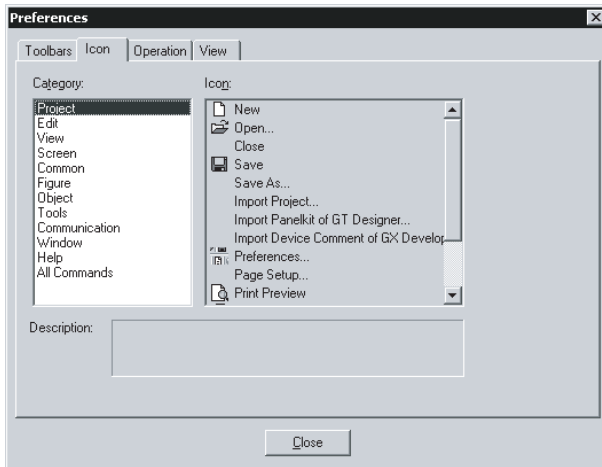 Preferences
Toolbars Icon Operation View
Category: Icon:
Project
Edit
View
Screen
Common
Figure
Object
Tools
Communication
Window
Help
All Commands
New
Open...
Close
Save
Save As...
Import Project...
Import Panelkit of GT Designer...
Import Device Comment of GX Develop
Preferences...
Page Setup...
Print Preview
Description:
Close